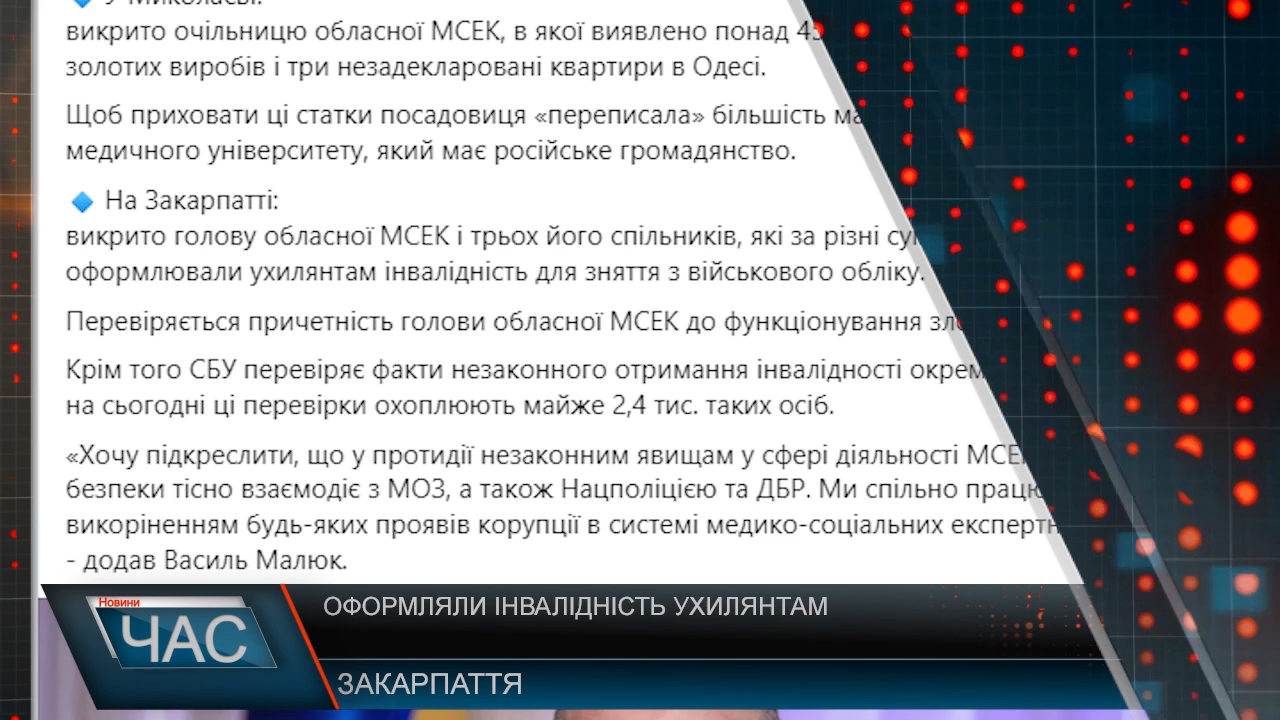 У Миколаєві:
викрито очільницю обласної МСЕК, в якої виявлено понад 45
золотих виробів і три незадекларовані квартири в Одесі.
Щоб приховати ці статки посадовиця «переписала» більшість
медичного університету, який має російське громадянство.
На Закарпатті:
викрито голову обласної МСЕК і трьох його спільників, які за різні
оформлювали ухилянтам інвалідність для зняття з військового обліку.
Перевіряється причетність голови обласної МСЕК до функціонування
Крім того СБУ перевіряє факти незаконного отримання інвалідності
на сьогодні ці перевірки охоплюють майже 2,4 тис. таких осіб.
«Хочу підкреслити, що у протидії незаконним явищам у сфері діяльності МСЕК
безпеки тісно взаємодіє з МОЗ, а також Нацполіцією та ДБР. Ми спільно
викоріненням будь-яких проявів корупції в системі медико-соціальних
- додав Василь Малюк.
Новини
ЧАС
ОФОРМЛЯЛИ ІНВАЛІДНІСТЬ УХИЛЯНТАМ
ЗАКАРПАТТЯ